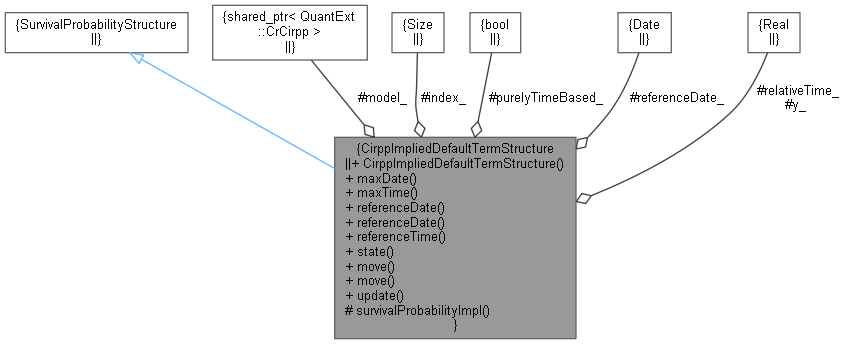 {SurvivalProbabilityStructure
||}
{shared_ptr< QuantExt
::CrCirpp >
||}
{Size
||}
{bool
||}
{Date
||}
{Real
||}
#model_
#index_
#purelyTimeBased_
#referenceDate_
#relativeTime_
#y_
{CirppImpliedDefaultTermStructure
||+ CirppImpliedDefaultTermStructure()
+ maxDate()
+ maxTime()
+ referenceDate()
+ referenceDate()
+ referenceTime()
+ state()
+ move()
+ move()
+ update()
# survivalProbabilityImpl()
}